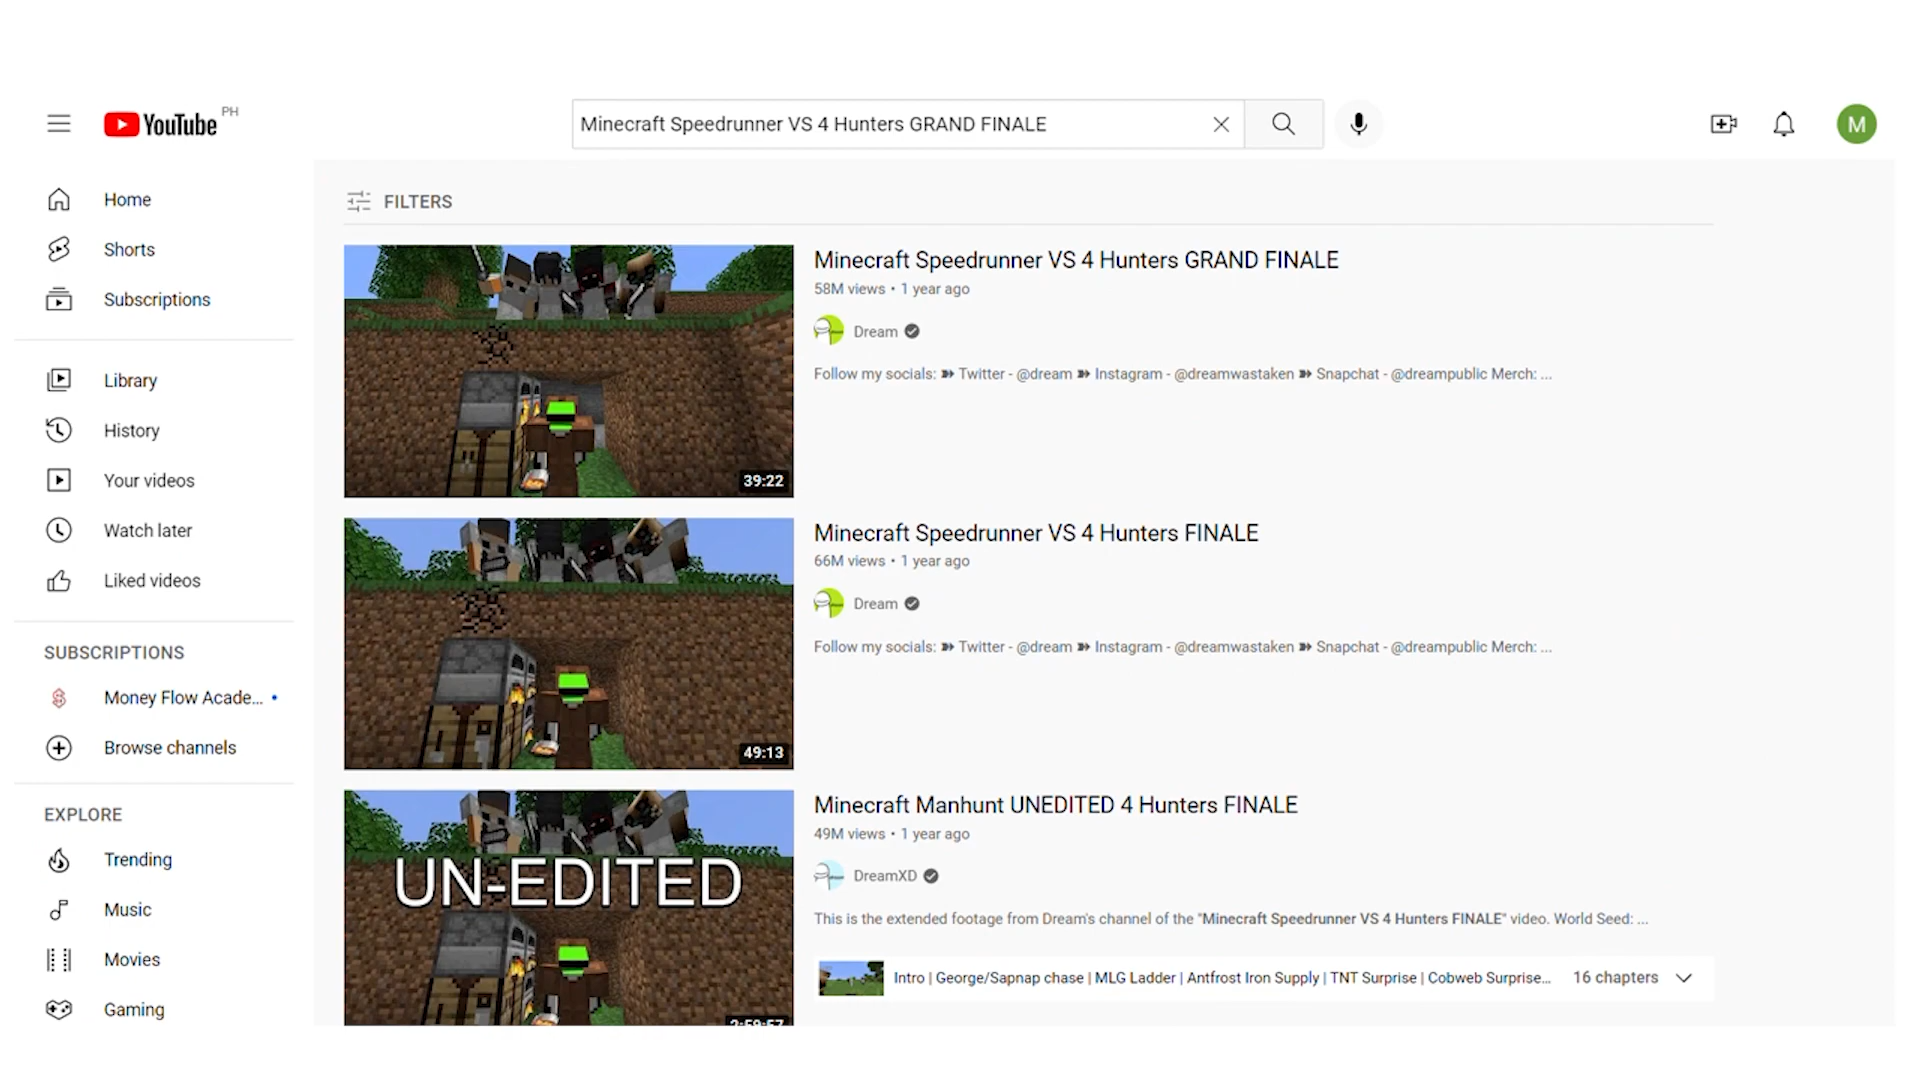 YouTube PH
Minecraft Speedrunner VS 4 Hunters GRAND FINALE
M
Home
Shorts
Subscriptions
Library
History
Your videos
Watch later
Liked videos
SUBSCRIPTIONS
Money Flow Acade...
Browse channels
EXPLORE
Trending
Music
Movies
Gaming
FILTERS
39:22
Minecraft Speedrunner VS 4 Hunters GRAND FINALE
58M views • 1 year ago
Dream
Follow my socials: ➽ Twitter - @dream ➽ Instagram - @dreamwastaken ➽ Snapchat - @dreampublic Merch: ...
49:13
Minecraft Speedrunner VS 4 Hunters FINALE
66M views • 1 year ago
Dream
Follow my socials: ➽ Twitter - @dream ➽ Instagram - @dreamwastaken ➽ Snapchat - @dreampublic Merch: ...
UN-EDITED
Minecraft Manhunt UNEDITED 4 Hunters FINALE
49M views • 1 year ago
DreamXD
This is the extended footage from Dream's channel of the "Minecraft Speedrunner VS 4 Hunters FINALE" video. World Seed: ...
Intro | George/Sapnap chase | MLG Ladder | Antfrost Iron Supply | TNT Surprise | Cobweb Surprise... 16 chapters